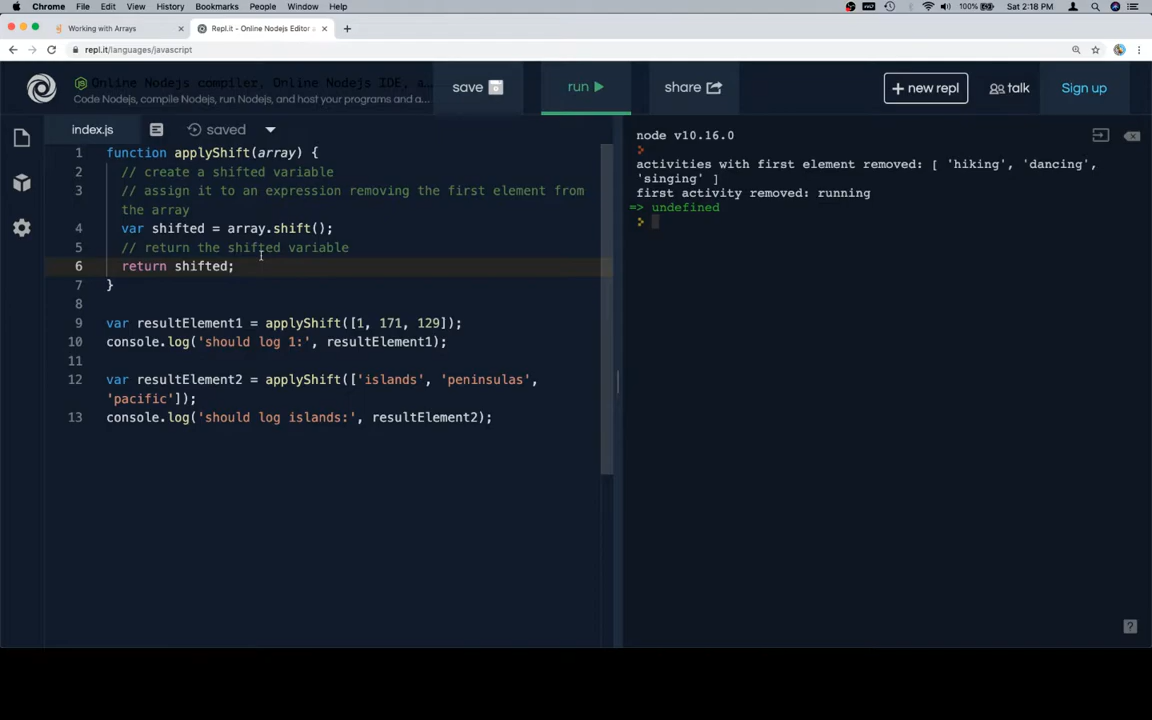 Chrome File Edit View History Bookmarks People Window Help 100% Sat 2:18 PM
Working with Arrays × Repl.it - Online Nodejs Editor a × +
repl.it/languages/javascript
Online Nodejs compiler, Online Nodejs IDE, a...
Code Nodejs, compile Nodejs, run Nodejs, and host your programs and a...
save run share + new repl talk Sign up
index.js saved
1 function applyShift(array) {
2 // create a shifted variable
3 // assign it to an expression removing the first element from
the array
4 var shifted = array.shift();
5 // return the shifted variable
6 return shifted;
7 }
8
9 var resultElement1 = applyShift([1, 171, 129]);
10 console.log('should log 1:', resultElement1);
11
12 var resultElement2 = applyShift(['islands', 'peninsulas',
'pacific']);
13 console.log('should log islands:', resultElement2);
node v10.16.0
activities with first element removed: [ 'hiking', 'dancing',
'singing' ]
first activity removed: running
=> undefined
?